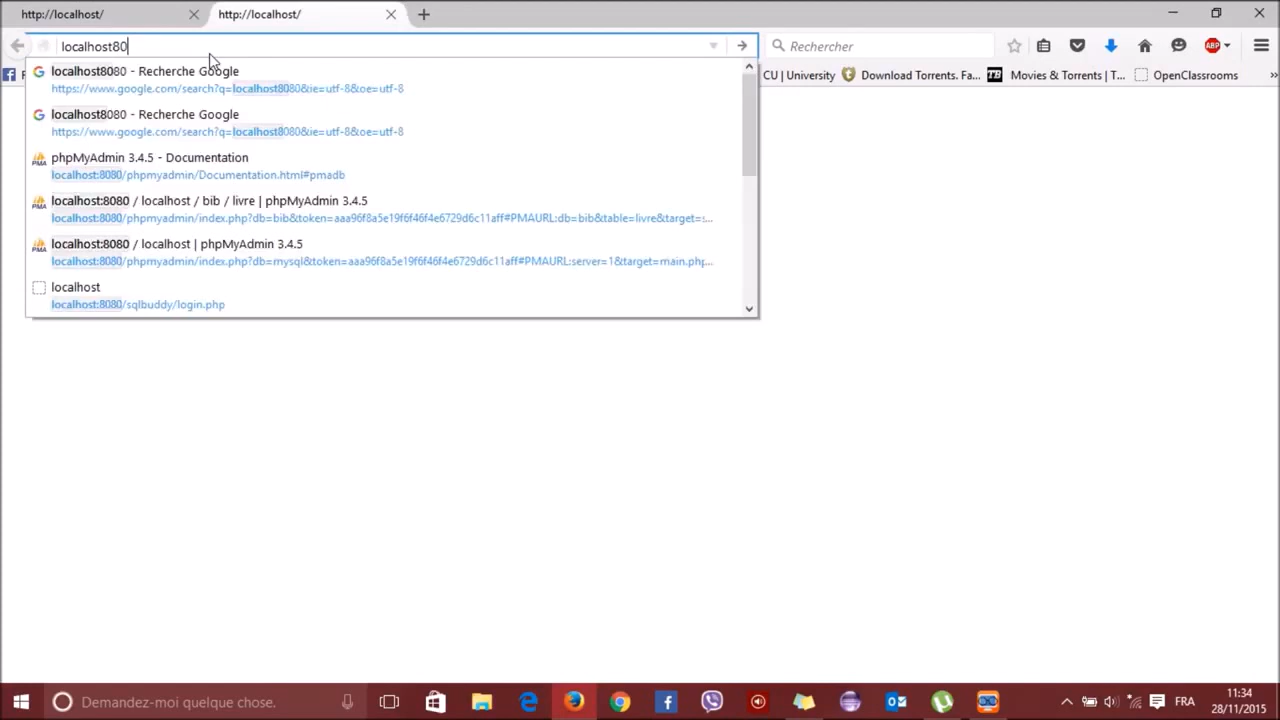 http://localhost/
http://localhost/
localhost80
Rechercher
ABP
CU | University
Download Torrents. Fa...
TB
Movies & Torrents | T...
OpenClassrooms
localhost8080 - Recherche Google
https://www.google.com/search?q=localhost8080&ie=utf-8&oe=utf-8
localhost8080 - Recherche Google
https://www.google.com/search?q=localhost8080&ie=utf-8&oe=utf-8
phpMyAdmin 3.4.5 - Documentation
PMA
localhost:8080/phpmyadmin/Documentation.html#pmadb
localhost:8080 / localhost / bib / livre | phpMyAdmin 3.4.5
PMA
localhost:8080/phpmyadmin/index.php?db=bib&token=aaa96f8a5e19f6f46f4e6729d6c11aff#PMAURL:db=bib&table=livre&target=s...
localhost:8080 / localhost | phpMyAdmin 3.4.5
PMA
localhost:8080/phpmyadmin/index.php?db=mysql&token=aaa96f8a5e19f6f46f4e6729d6c11aff#PMAURL:server=1&target=main.php...
localhost
localhost:8080/sqlbuddy/login.php
Demandez-moi quelque chose.
FRA
11:34
28/11/2015